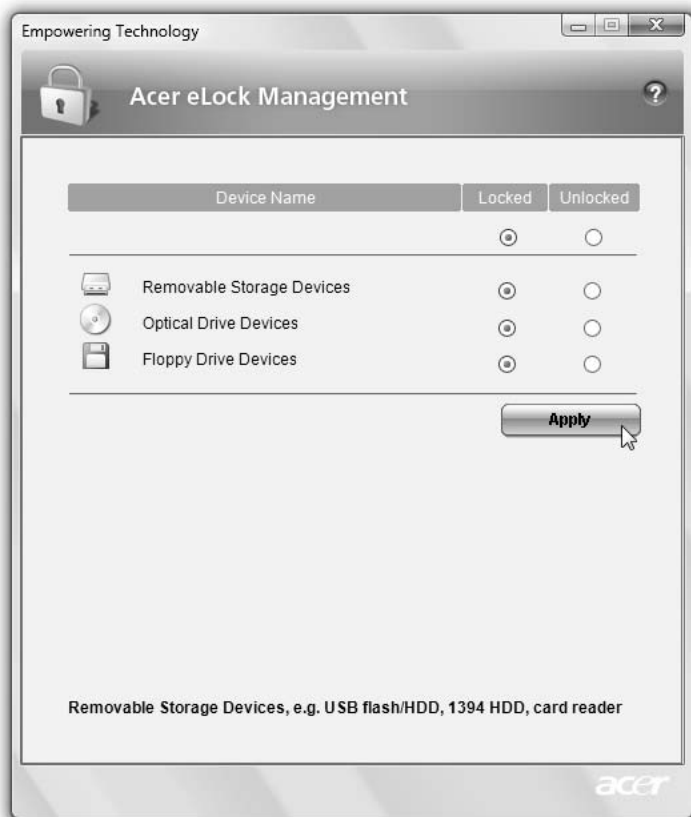 Empowering Technology
Acer eLock Management
?
Device Name Locked Unlocked
Removable Storage Devices
Optical Drive Devices
Floppy Drive Devices
Apply
Removable Storage Devices, e.g. USB flash/HDD, 1394 HDD, card reader
acer